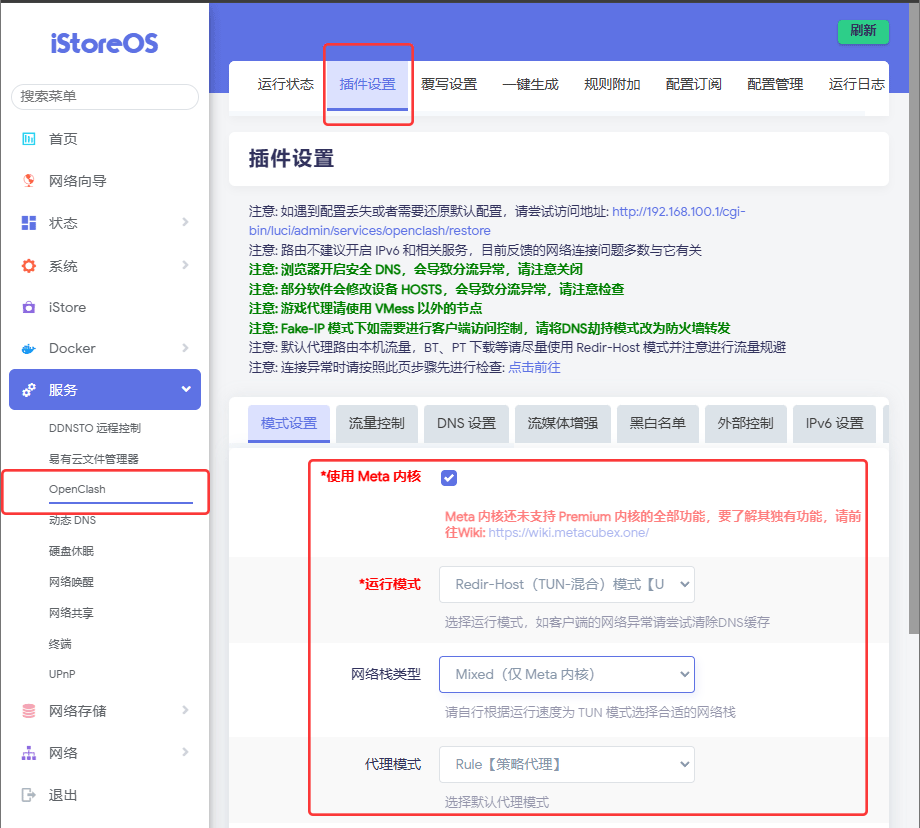 iStoreOS
搜索菜单
首页
网络向导
状态
系统
iStore
Docker
服务
DDNSTO 远程控制
易有云文件管理器
OpenClash
动态 DNS
硬盘休眠
网络唤醒
网络共享
终端
UPnP
网络存储
网络
退出
刷新
运行状态 插件设置 覆写设置 一键生成 规则附加 配置订阅 配置管理 运行日志
插件设置
注意: 如遇到配置丢失或者需要还原默认配置，请尝试访问地址: http://192.168.100.1/cgi-
bin/luci/admin/services/openclash/restore
注意: 路由不建议开启 IPv6 和相关服务，目前反馈的网络连接问题多数与它有关
注意: 浏览器开启安全 DNS，会导致分流异常，请注意关闭
注意: 部分软件会修改设备 HOSTS，会导致分流异常，请注意检查
注意: 游戏代理请使用 VMess 以外的节点
注意: Fake-IP 模式下如需要进行客户端访问控制，请将DNS劫持模式改为防火墙转发
注意: 默认代理路由本机流量，BT、PT 下载等请尽量使用 Redir-Host 模式并注意进行流量规避
注意: 连接异常时请按照此页步骤先进行检查: 点击前往
模式设置 流量控制 DNS 设置 流媒体增强 黑白名单 外部控制 IPv6 设置
*使用 Meta 内核
Meta 内核还未支持 Premium 内核的全部功能，要了解其独有功能，请前
往Wiki: https://wiki.metacubex.one/
*运行模式 Redir-Host（TUN-混合）模式【U
选择运行模式，如客户端的网络异常请尝试清除DNS缓存
网络栈类型 Mixed（仅 Meta 内核）
请自行根据运行速度为 TUN 模式选择合适的网络栈
代理模式 Rule【策略代理】
选择默认代理模式